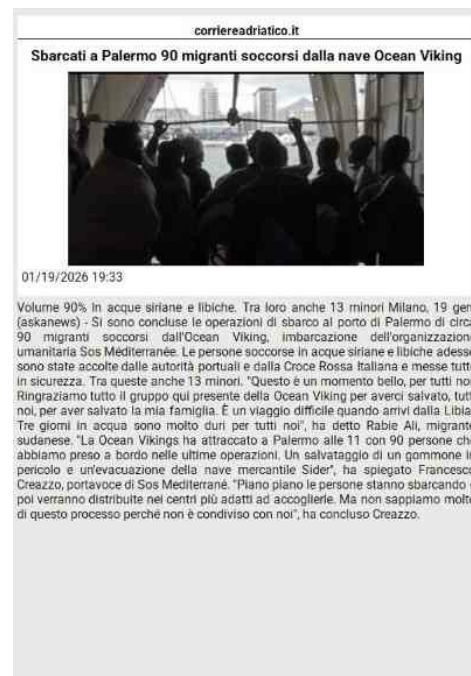 corriereadriatico.it
Sbarcati a Palermo 90 migranti soccorsi dalla nave Ocean Viking
01/19/2026 19:33
Volume 90% In acque siriane e libiche. Tra loro anche 13 minori Milano, 19 gen.
(askanews) - Si sono concluse le operazioni di sbarco al porto di Palermo di circa
90 migranti soccorsi dall'Ocean Viking, imbarcazione dell'organizzazione
umanitaria Sos Méditerranée. Le persone soccorse in acque siriane e libiche adesso
sono state accolte dalle autorità portuali e dalla Croce Rossa Italiana e messe tutte
in sicurezza. Tra queste anche 13 minori. "Questo è un momento bello, per tutti noi.
Ringraziamo tutto il gruppo qui presente della Ocean Viking per averci salvato, tutti
noi, per aver salvato la mia famiglia. È un viaggio difficile quando arrivi dalla Libia.
Tre giorni in acqua sono molto duri per tutti noi", ha detto Rabie Ali, migrante
sudanese. "La Ocean Vikings ha attraccato a Palermo alle 11 con 90 persone che
abbiamo preso a bordo nelle ultime operazioni. Un salvataggio di un gommone in
pericolo e un'evacuazione della nave mercantile Sider", ha spiegato Francesco
Creazzo, portavoce di Sos Mediterrané. "Piano piano le persone stanno sbarcando e
poi verranno distribuite nei centri più adatti ad accoglierle. Ma non sappiamo molto
di questo processo perché non è condiviso con noi", ha concluso Creazzo.